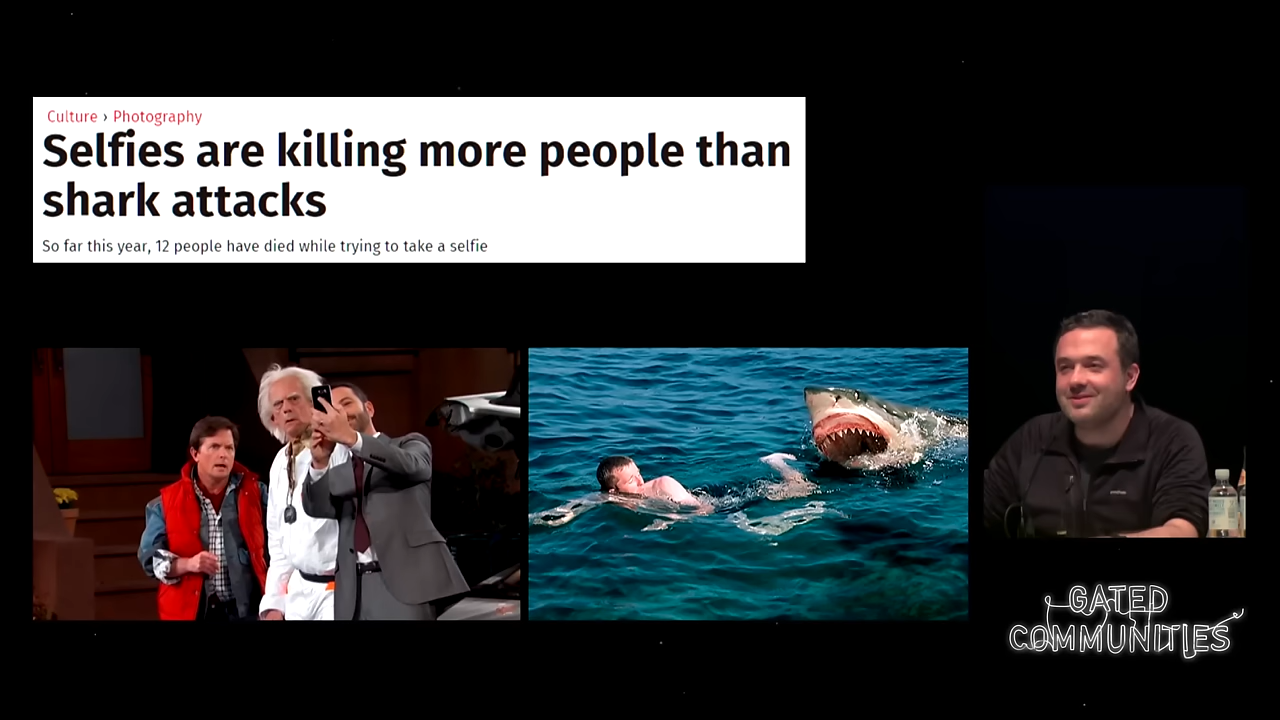 Culture › Photography
Selfies are killing more people than
shark attacks
So far this year, 12 people have died while trying to take a selfie
GATED
COMMUNITIES